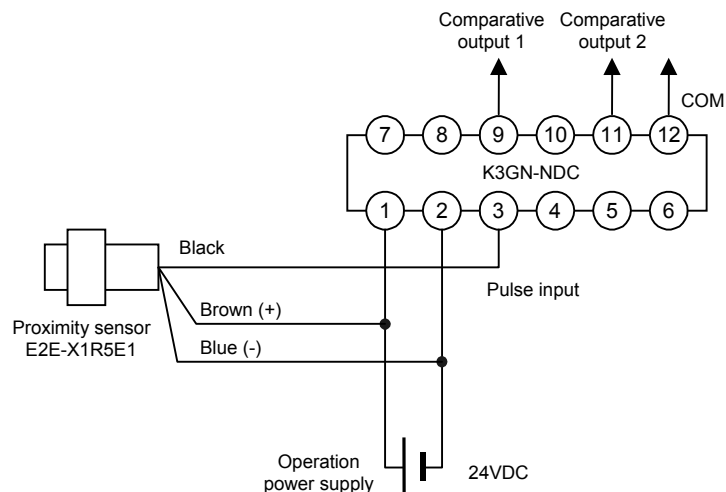 Comparative
output 1
Comparative
output 2
COM
7 8 9 10 11 12
K3GN-NDC
1 2 3 4 5 6
Black
Pulse input
Brown (+)
Proximity sensor
E2E-X1R5E1
Blue (-)
Operation
power supply
24VDC